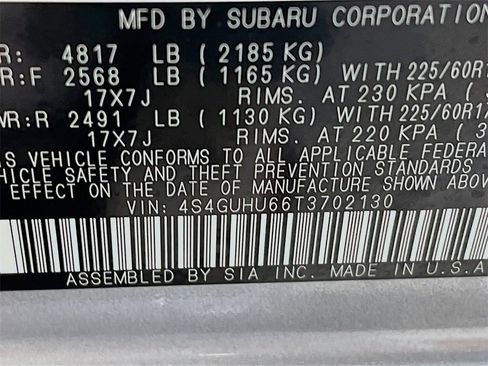 MFD BY SUBARU CORPORATION
R: 4817 LB (2185 KG)
R:F 2568 LB (1165 KG) WITH 225/60R1
17X7J RIMS. AT 230 KPA (3
WR:R 2491 LB (1130 KG) WITH 225/60R17
17X7J RIMS. AT 220 KPA (3
S VEHICLE CONFORMS TO ALL APPLICABLE FEDERA
VEHICLE SAFETY AND THEFT PREVENTION STANDARDS
EFFECT ON THE DATE OF MANUFACTURE SHOWN ABOV
VIN: 4S4GUHU66T3702130
ASSEMBLED BY SIA INC. MADE IN U.S.A